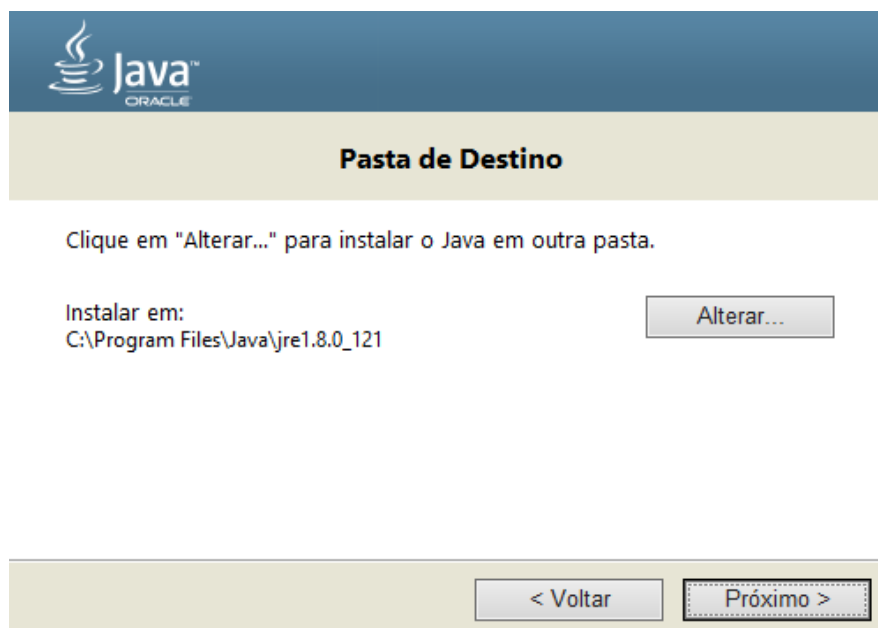 Java™
ORACLE
Pasta de Destino
Clique em "Alterar..." para instalar o Java em outra pasta.
Instalar em:
Alterar...
C:\Program Files\Java\jre1.8.0_121
< Voltar
Próximo >